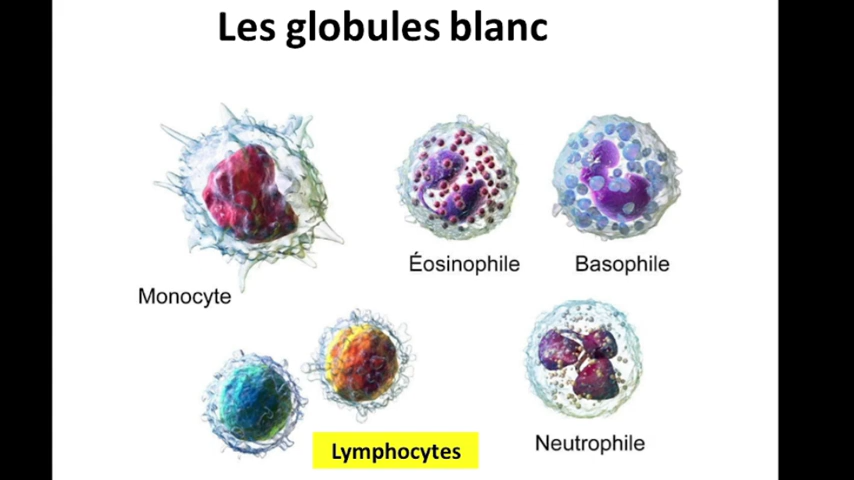 Les globules blanc
Éosinophile
Basophile
Monocyte
Lymphocytes
Neutrophile